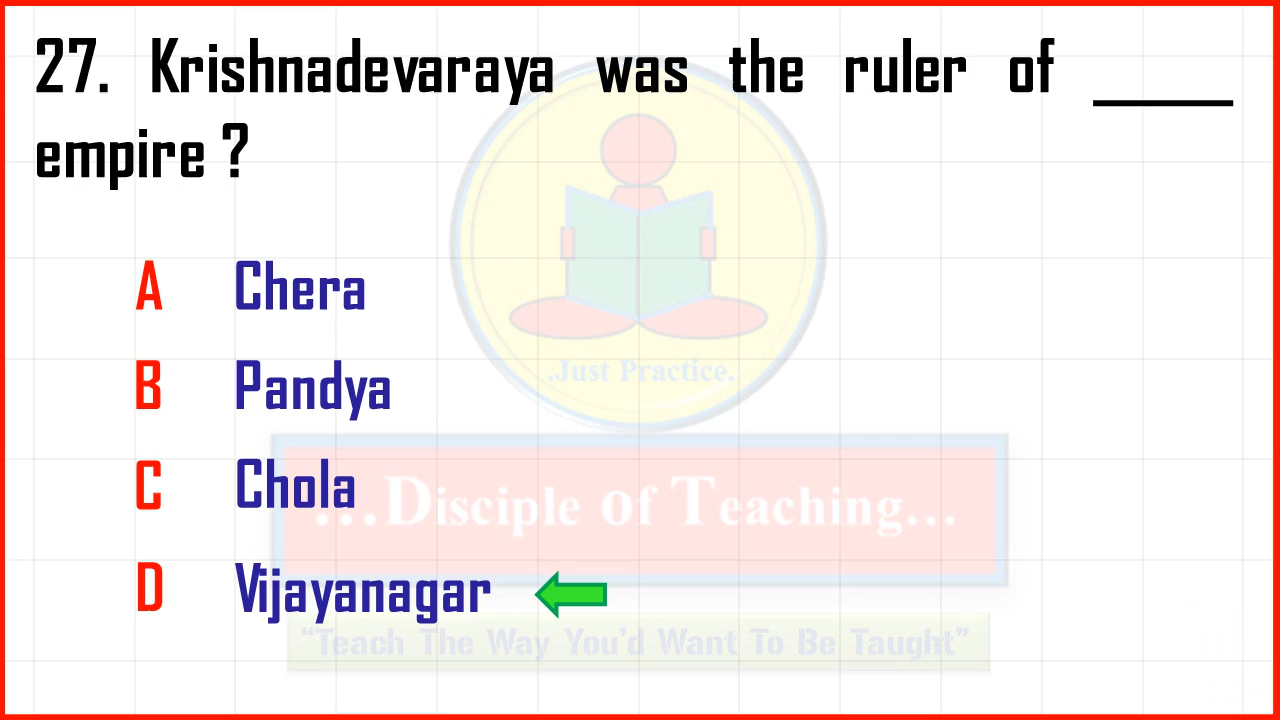 27. Krishnadevaraya was the ruler of _____
empire ?
A Chera
B Pandya
.Just Practice.
C Chola
...Disciple of Teaching...
D Vijayanagar
“Teach The Way You’d Want To Be Taught”